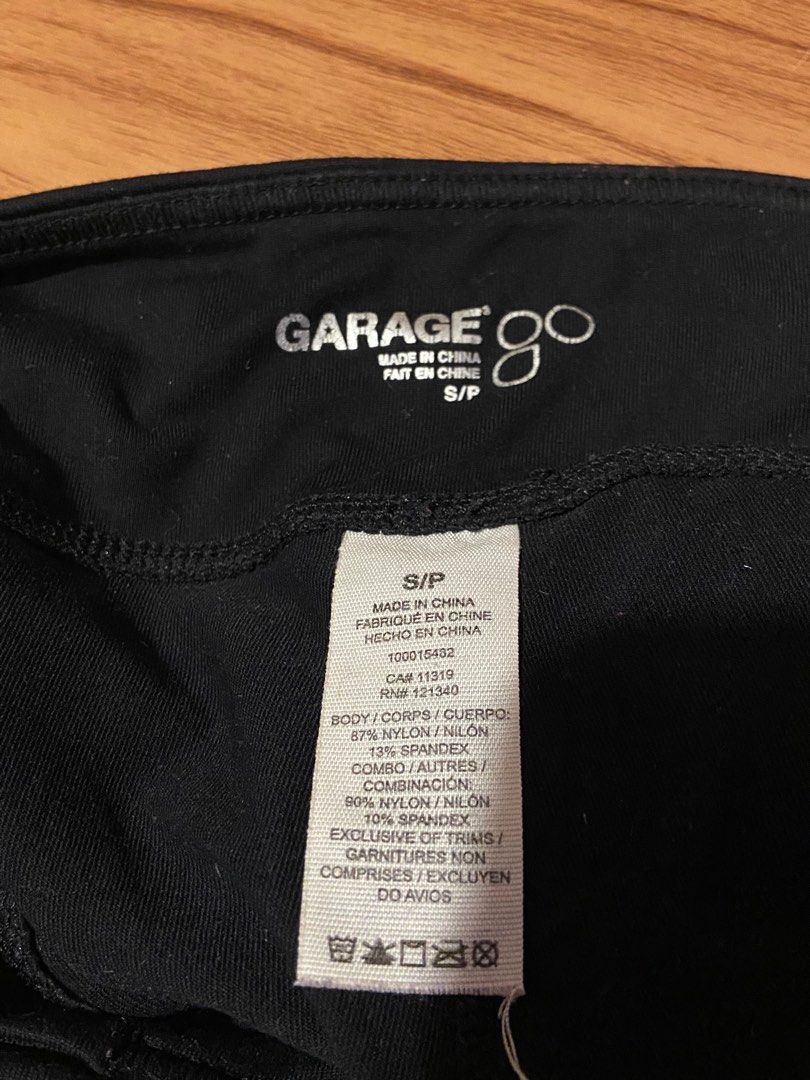 GARAGE
MADE IN CHINA
FAIT EN CHINE
S/P
S/P
MADE IN CHINA
FABRIQUÉ EN CHINE
HECHO EN CHINA
100015432
CA# 11319
RN# 121340
BODY / CORPS / CUERPO:
87% NYLON / NILÓN
13% SPANDEX
COMBO / AUTRES /
COMBINACIÓN:
90% NYLON / NILÓN
10% SPANDEX
EXCLUSIVE OF TRIMS /
GARNITURES NON
COMPRISES / EXCLUYEN
DO AVIOS